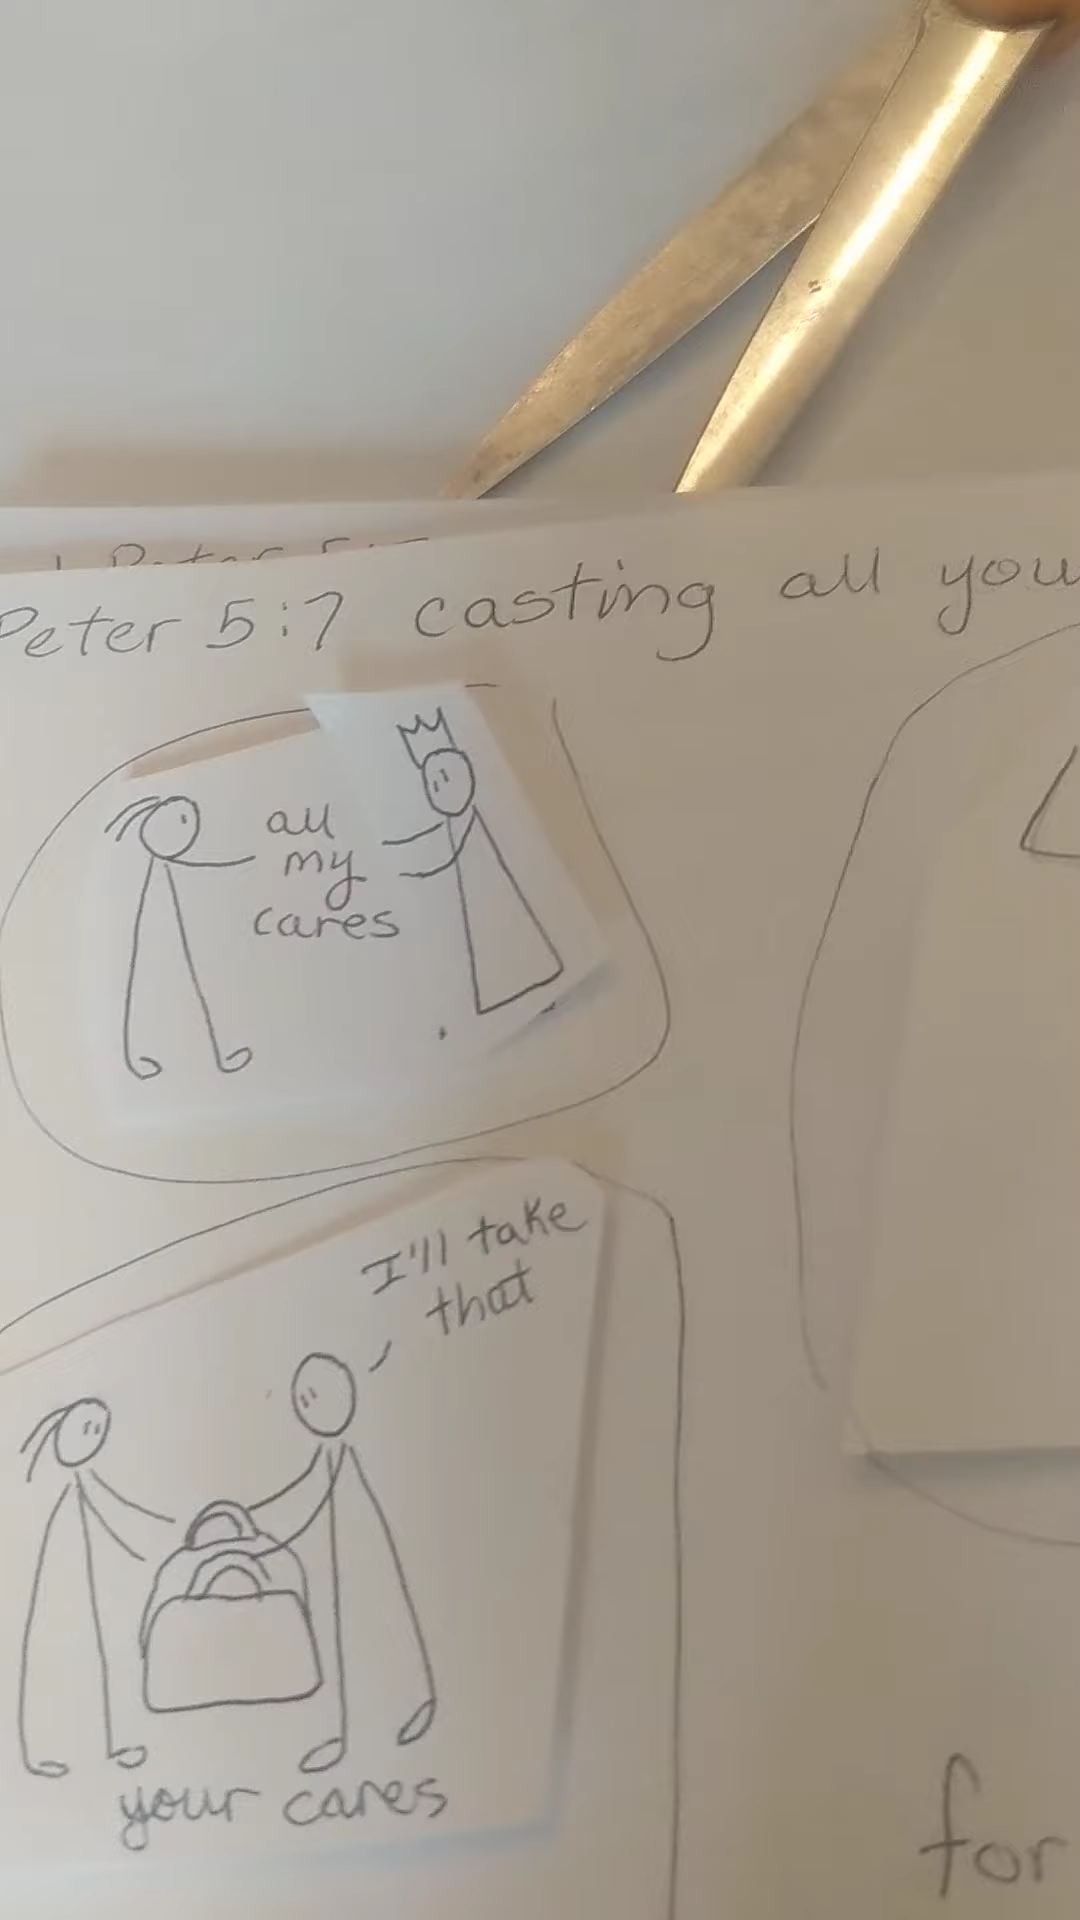 Peter 5:7 casting all you
all
my
cares
I'll take
that
your cares
for